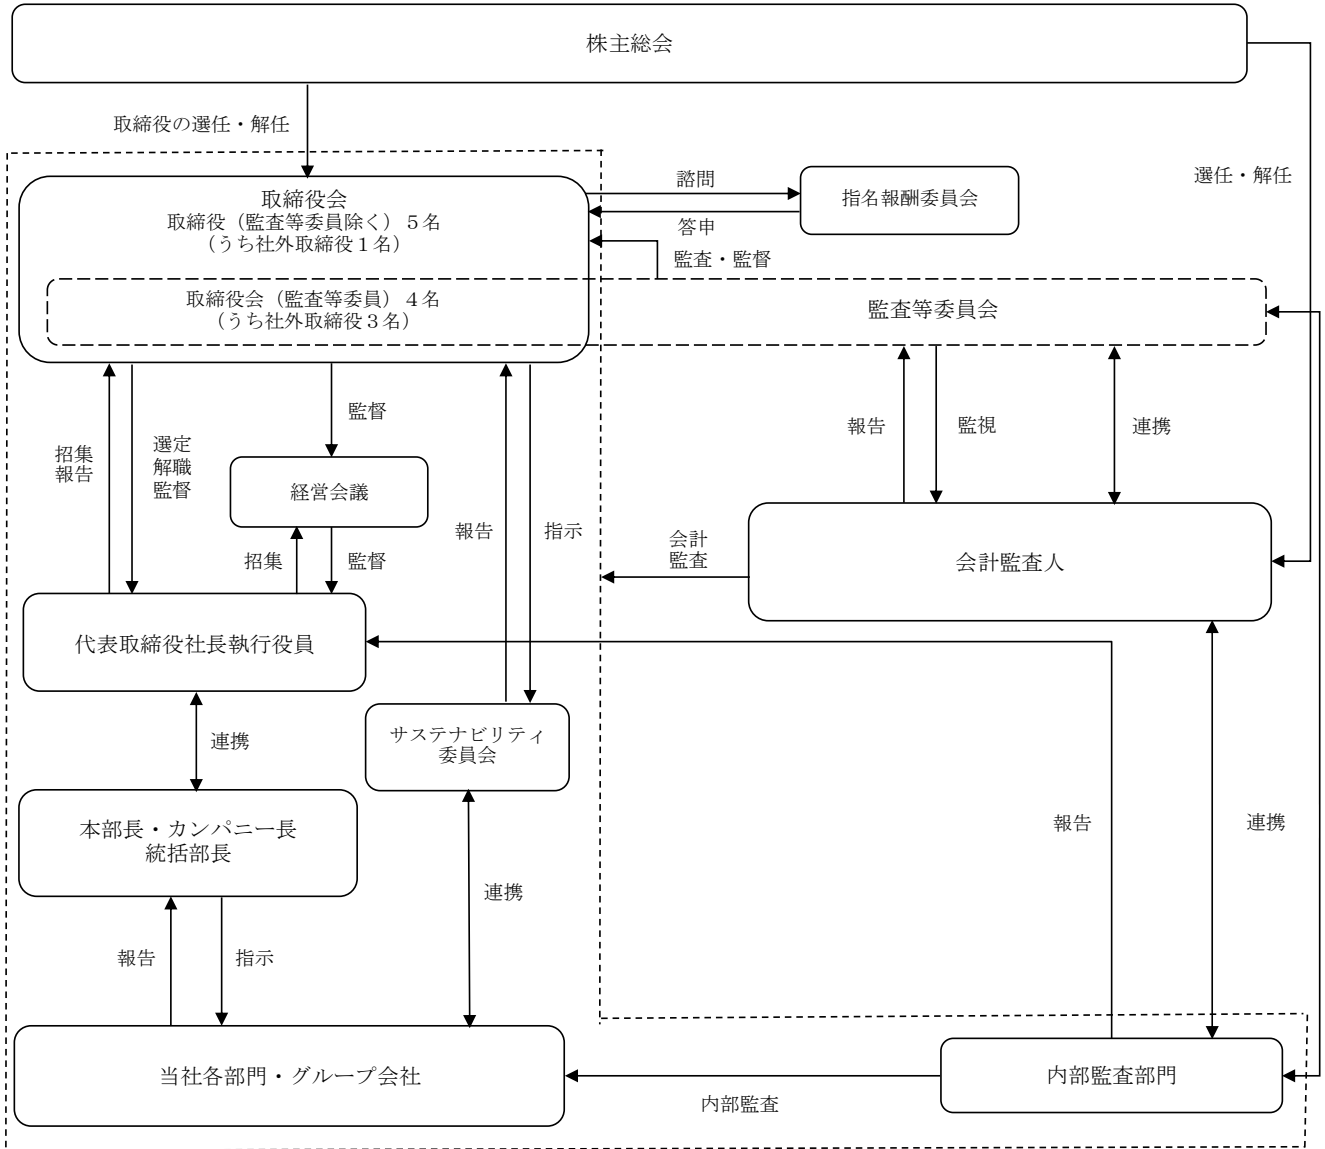 株主総会
取締役の選任・解任
選任・解任
取締役会
取締役（監査等委員除く）５名
（うち社外取締役１名）
諮問
指名報酬委員会
答申
監査・監督
取締役会（監査等委員）４名
（うち社外取締役３名）
監査等委員会
招集
報告
選定
解職
監督
監督
経営会議
招集
監督
報告
指示
報告
監視
連携
会計
監査
会計監査人
代表取締役社長執行役員
連携
サステナビリティ
委員会
本部長・カンパニー長
統括部長
報告
連携
連携
報告
指示
当社各部門・グループ会社
内部監査
内部監査部門